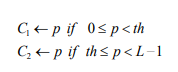 C₁ ← p if 0 ≤ p < th
C₂ ← p if th ≤ p < L − 1